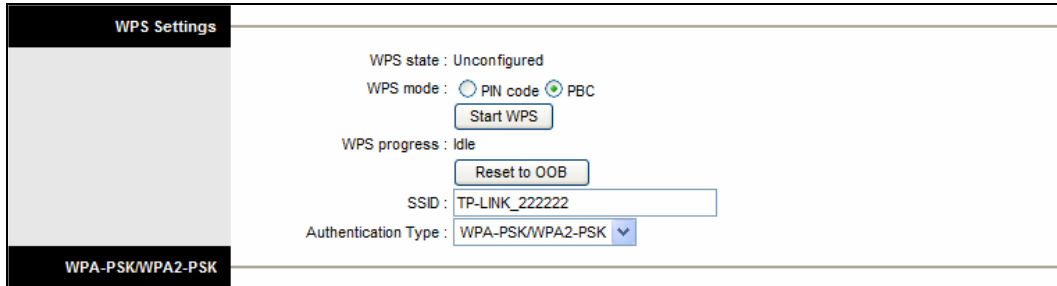 WPS Settings
WPS state : Unconfigured
WPS mode : PIN code PBC
Start WPS
WPS progress : Idle
Reset to OOB
SSID : TP-LINK_222222
Authentication Type : WPA-PSK/WPA2-PSK
WPA-PSK/WPA2-PSK